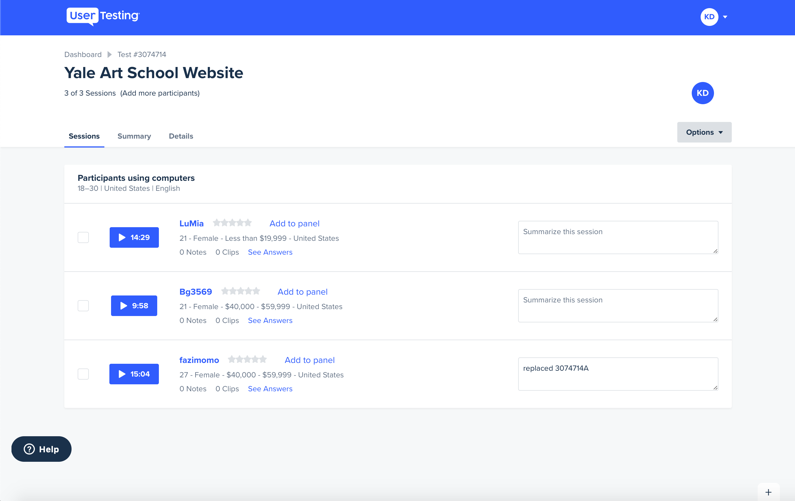 UserTesting
KD
Dashboard Test #3074714
Yale Art School Website
3 of 3 Sessions (Add more participants)
KD
Sessions Summary Details
Options
Participants using computers
18–30 | United States | English
14:29
LuMia Add to panel
21 - Female - Less than $19,999 - United States
0 Notes 0 Clips See Answers
Summarize this session
9:58
Bg3569 Add to panel
21 - Female - $40,000 - $59,999 - United States
0 Notes 0 Clips See Answers
Summarize this session
15:04
fazimomo Add to panel
27 - Female - $40,000 - $59,999 - United States
0 Notes 0 Clips See Answers
replaced 3074714A
? Help
+